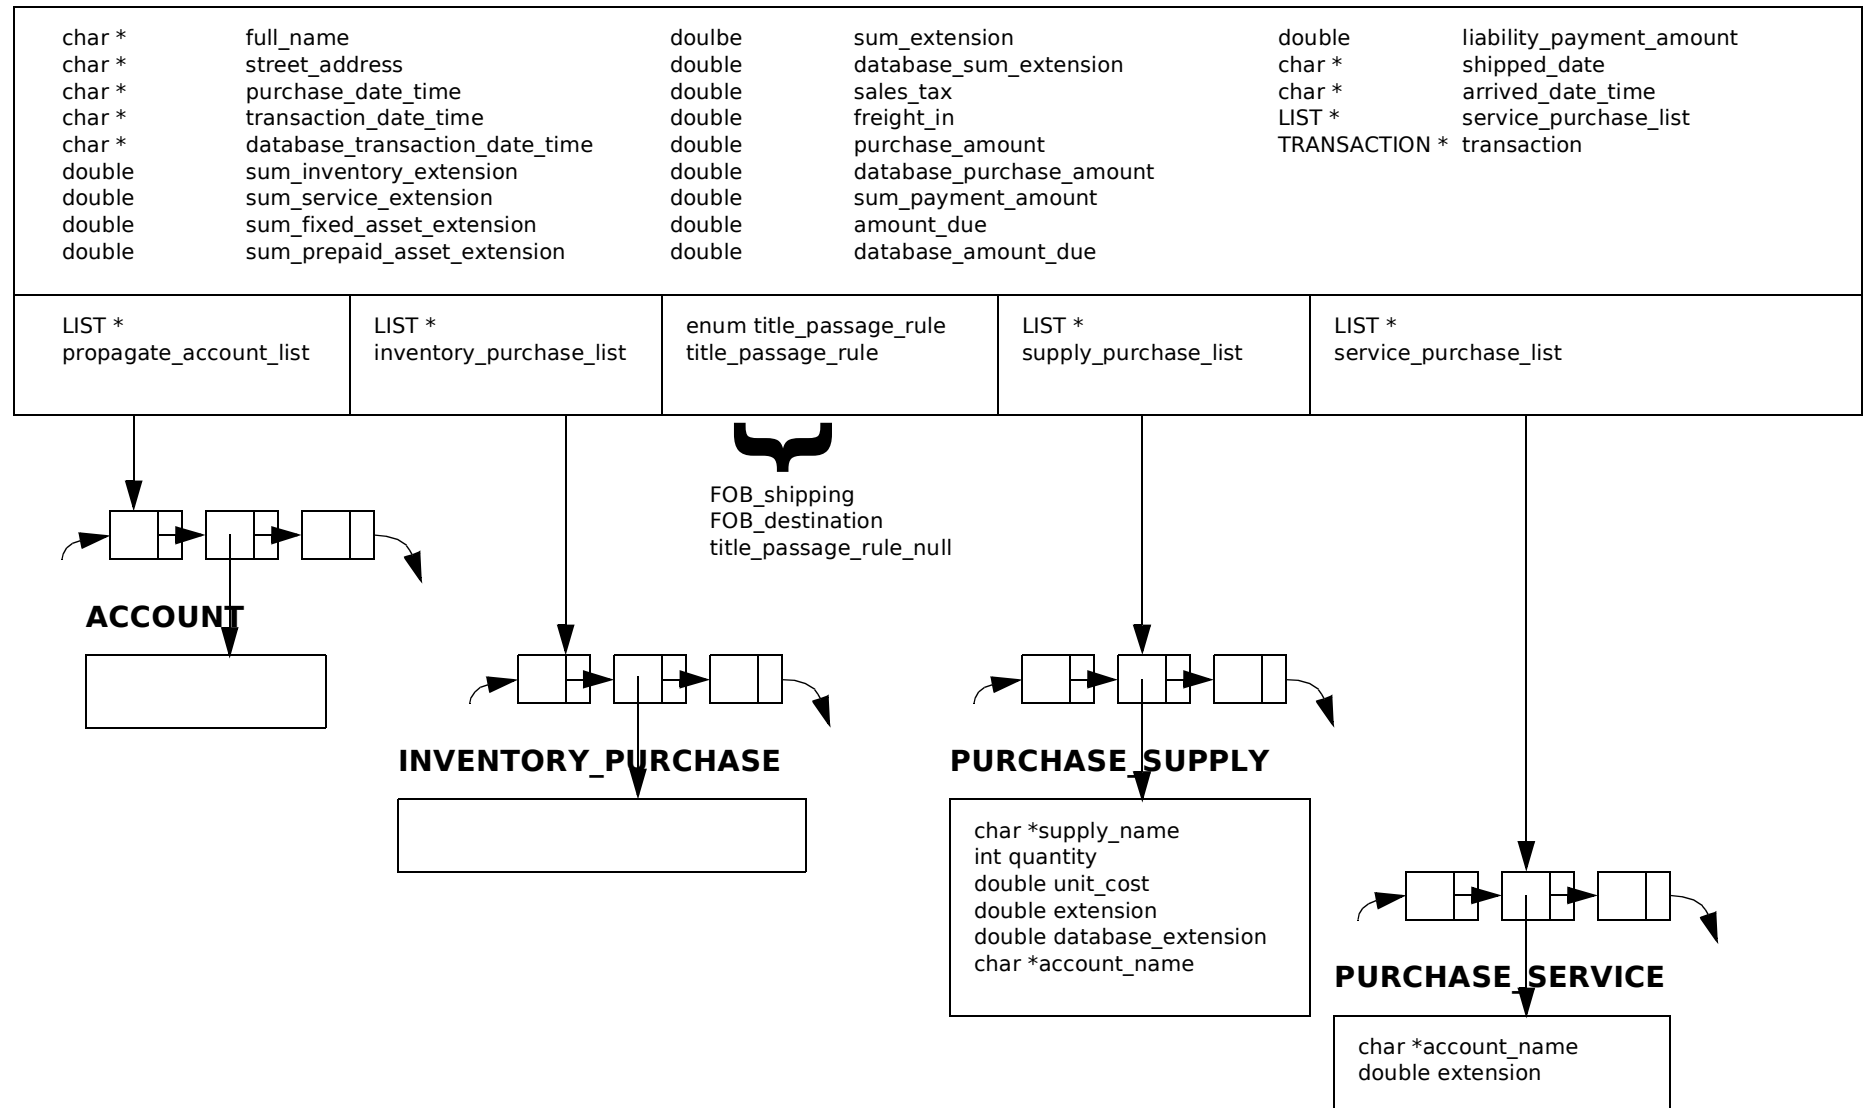 char * full_name
char * street_address
char * purchase_date_time
char * transaction_date_time
char * database_transaction_date_time
double sum_inventory_extension
double sum_service_extension
double sum_fixed_asset_extension
double sum_prepaid_asset_extension
doulbe sum_extension
double database_sum_extension
double sales_tax
double freight_in
double purchase_amount
double database_purchase_amount
double sum_payment_amount
double amount_due
double database_amount_due
double liability_payment_amount
char * shipped_date
char * arrived_date_time
LIST * service_purchase_list
TRANSACTION * transaction
LIST *
propagate_account_list
LIST *
inventory_purchase_list
enum title_passage_rule
title_passage_rule
LIST *
supply_purchase_list
LIST *
service_purchase_list
FOB_shipping
FOB_destination
title_passage_rule_null
ACCOUNT
INVENTORY_PURCHASE
PURCHASE_SUPPLY
char *supply_name
int quantity
double unit_cost
double extension
double database_extension
char *account_name
PURCHASE_SERVICE
char *account_name
double extension